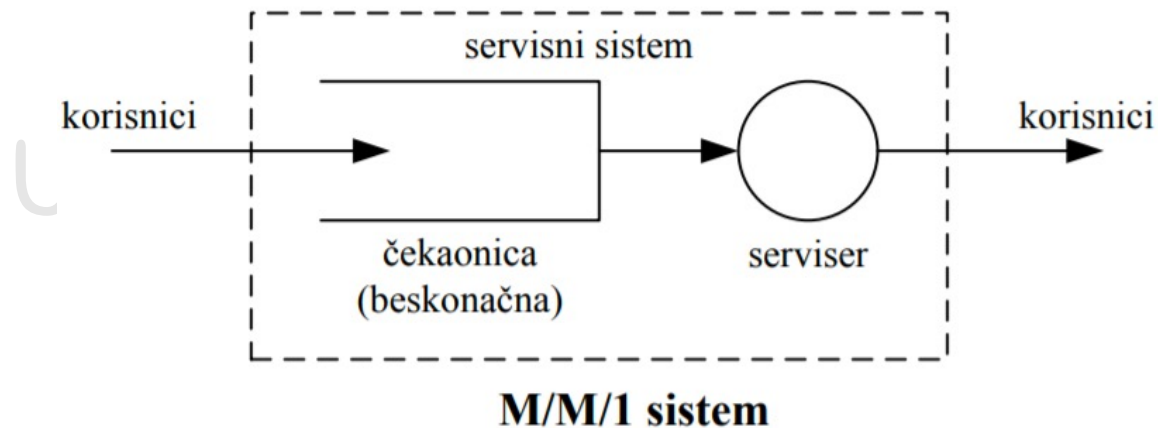 servisni sistem
korisnici
korisnici
čekaonica
(beskonačna)
serviser
M/M/1 sistem